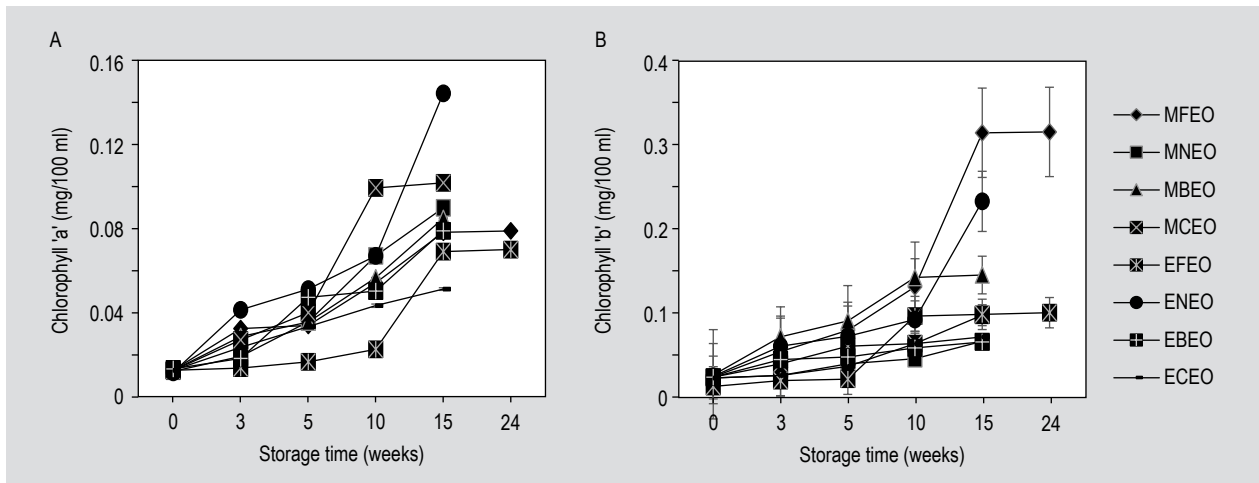 A
Chlorophyll 'a' (mg/100 ml)
0.16
0.12
0.08
0.04
0
0 3 5 10 15 24
Storage time (weeks)
B
Chlorophyll 'b' (mg/100 ml)
0.4
0.3
0.2
0.1
0
0 3 5 10 15 24
Storage time (weeks)
MFEO
MNEO
MBEO
MCEO
EFEO
ENEO
EBEO
ECEO